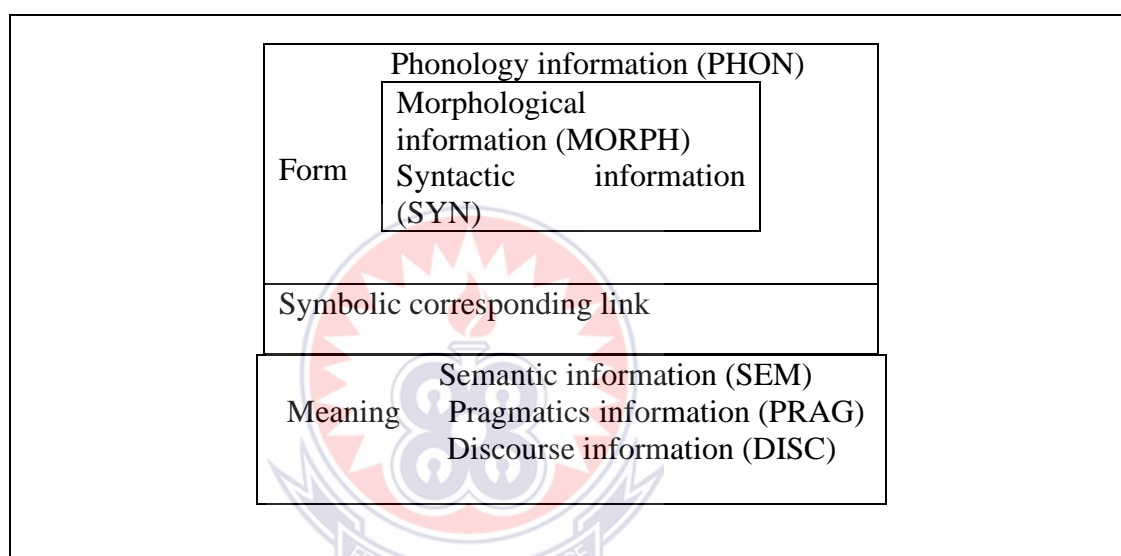 Phonology information (PHON)
Morphological
information (MORPH)
Form
Syntactic information
(SYN)
Symbolic corresponding link
Semantic information (SEM)
Meaning Pragmatics information (PRAG)
Discourse information (DISC)